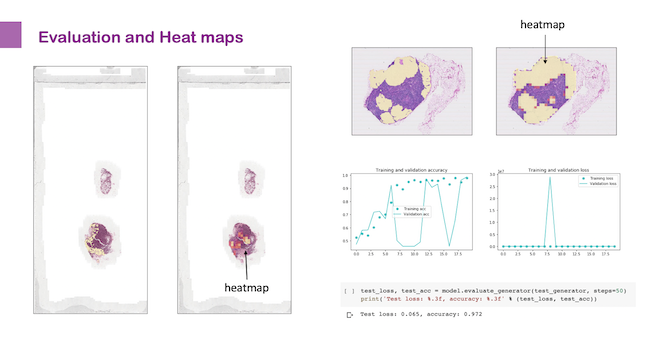 Evaluation and Heat maps
heatmap
heatmap
Training and validation accuracy
1.0
0.9
0.8
0.7
0.6
0.5
Training acc
Validation acc
0.0 2.5 5.0 7.5 10.0 12.5 15.0 17.5
Training and validation loss
3.0
2.5
2.0
1.5
1.0
0.5
0.0
Training loss
Validation loss
0.0 2.5 5.0 7.5 10.0 12.5 15.0 17.5
[ ] test_loss, test_acc = model.evaluate_generator(test_generator, steps=50)
print('Test loss: %.3f, accuracy: %.3f' % (test_loss, test_acc))
Test loss: 0.065, accuracy: 0.972